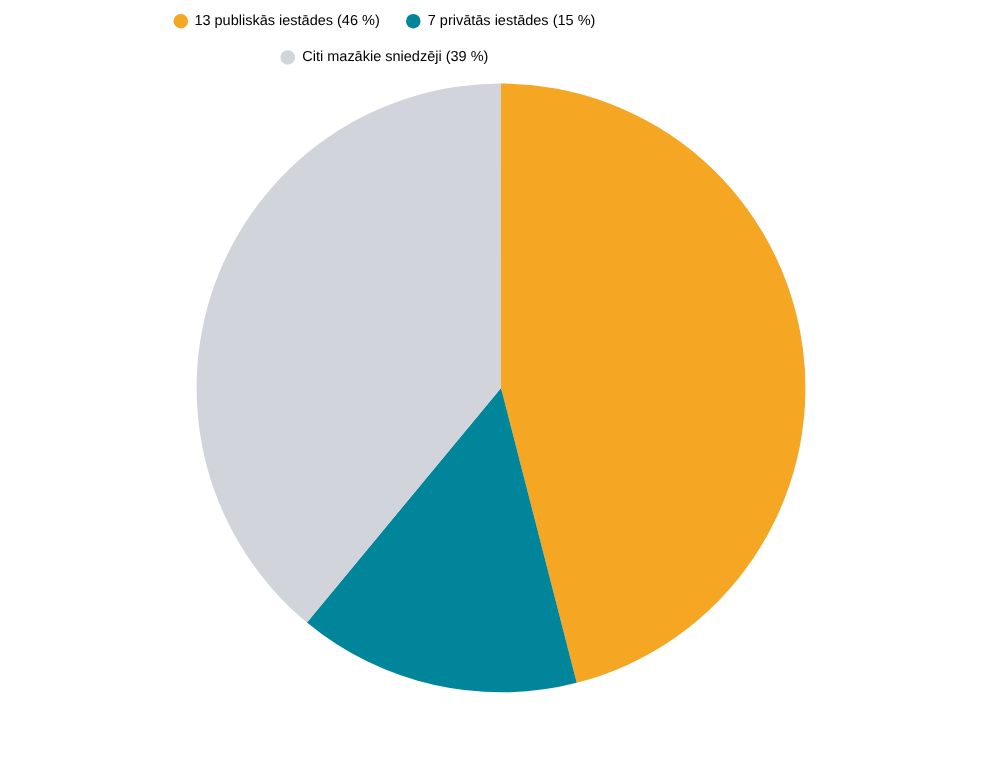 13 publiskās iestādes (46 %) 7 privātās iestādes (15 %)
Citi mazākie sniedzēji (39 %)